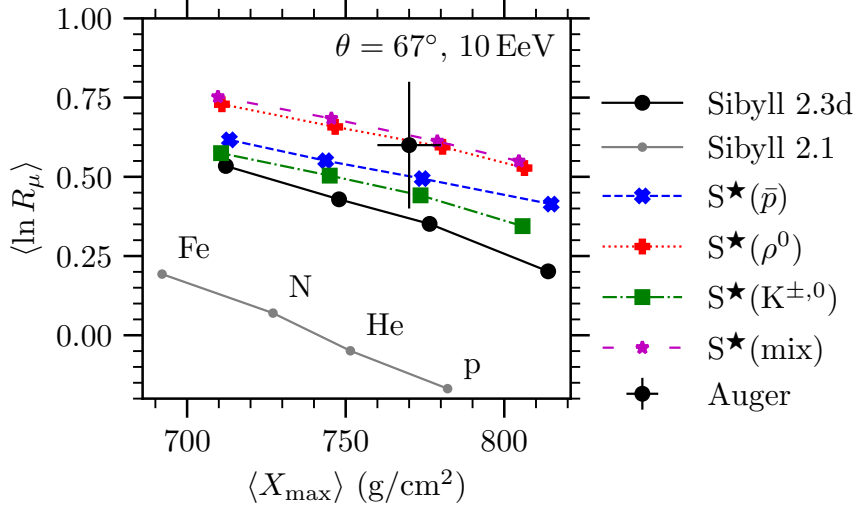 1.00
0.75
0.50
0.25
0.00
⟨ln R_μ⟩
θ = 67°, 10 EeV
Fe
N
He
p
700
750
800
⟨X_max⟩ (g/cm²)
Sibyll 2.3d
Sibyll 2.1
S★(p̄)
S★(ρ⁰)
S★(K^±,0)
S★(mix)
Auger